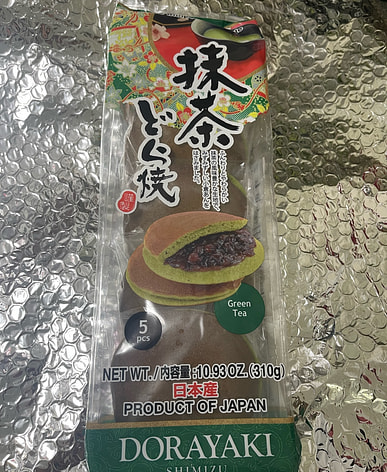 抹茶
どら焼
Green
Tea
5
pcs
NET WT./内容量:10.93OZ.(310g)
日本産
PRODUCT OF JAPAN
DORAYAKI
SHIMIZU